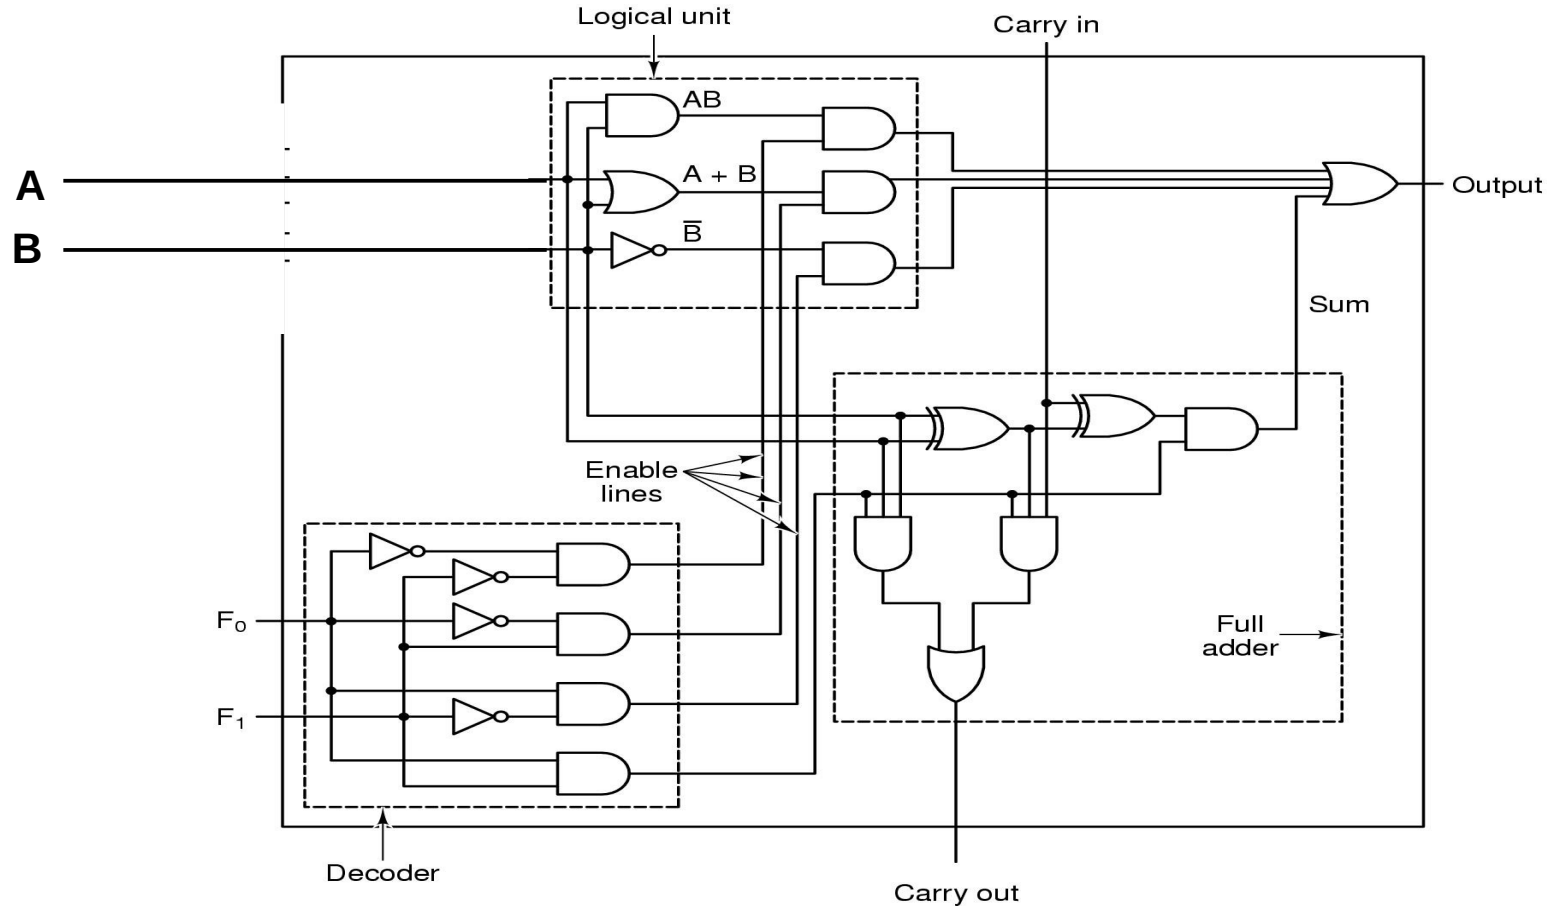 Logical unit
Carry in
AB
A
A + B
Output
B
B̅
Sum
Enable
lines
F₀
Full
adder
F₁
Decoder
Carry out